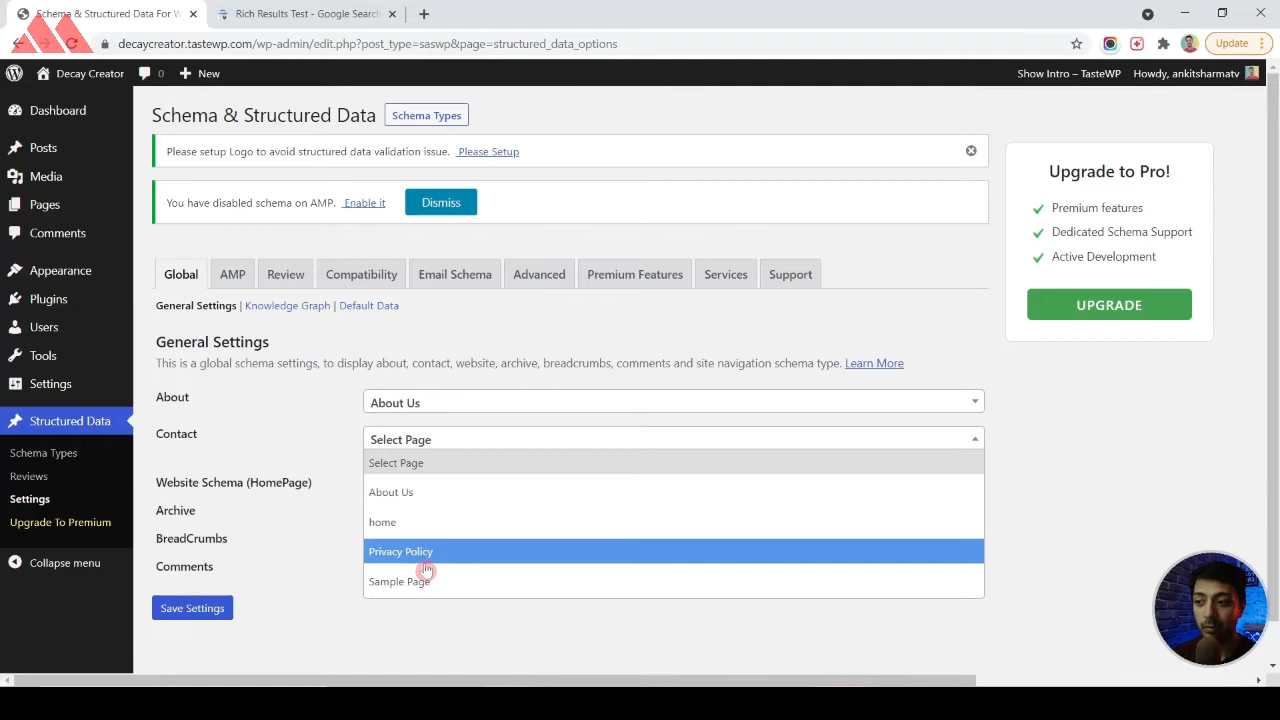 Schema & Structured Data For W
Rich Results Test - Google Search
decaycreator.tastewp.com/wp-admin/edit.php?post_type=saswp&page=structured_data_options
Update
Decay Creator
0
New
Show Intro – TasteWP
Howdy, ankitsharmatv
Dashboard
Posts
Media
Pages
Comments
Appearance
Plugins
Users
Tools
Settings
Structured Data
Schema Types
Reviews
Settings
Upgrade To Premium
Collapse menu
Schema & Structured Data
Schema Types
Please setup Logo to avoid structured data validation issue. Please Setup
You have disabled schema on AMP. Enable it
Dismiss
Global
AMP
Review
Compatibility
Email Schema
Advanced
Premium Features
Services
Support
General Settings | Knowledge Graph | Default Data
General Settings
This is a global schema settings, to display about, contact, website, archive, breadcrumbs, comments and site navigation schema type. Learn More
About
About Us
Contact
Select Page
Select Page
About Us
home
Privacy Policy
Sample Page
Website Schema (HomePage)
Archive
BreadCrumbs
Comments
Save Settings
Upgrade to Pro!
Premium features
Dedicated Schema Support
Active Development
UPGRADE